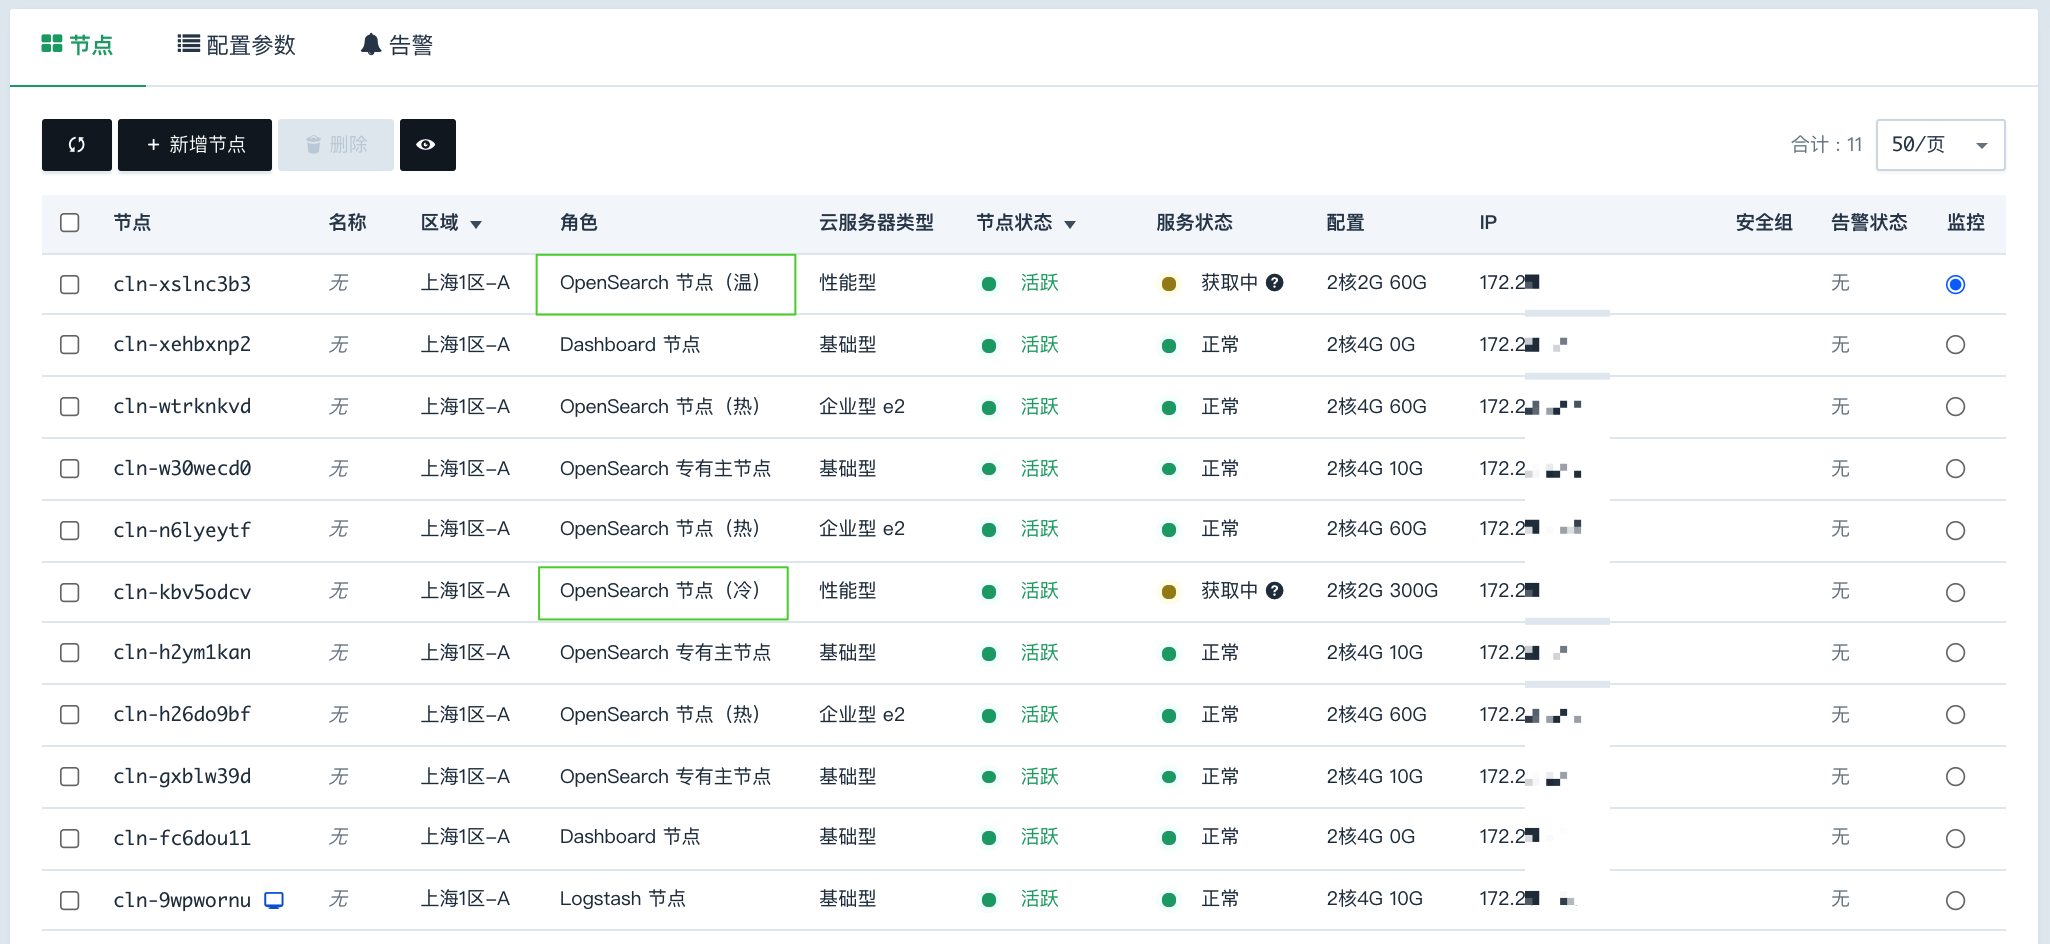 节点 配置参数 告警
+ 新增节点 删除 合计：11 50/页
节点 名称 区域 角色 云服务器类型 节点状态 服务状态 配置 IP 安全组 告警状态 监控
cln-xslnc3b3 无 上海1区-A OpenSearch 节点（温） 性能型 活跃 获取中 2核2G 60G 172.2 无
cln-xehbxnp2 无 上海1区-A Dashboard 节点 基础型 活跃 正常 2核4G 0G 172.2 无
cln-wtrknkvd 无 上海1区-A OpenSearch 节点（热） 企业型 e2 活跃 正常 2核4G 60G 172.2 无
cln-w30wecd0 无 上海1区-A OpenSearch 专有主节点 基础型 活跃 正常 2核4G 10G 172.2 无
cln-n6lyeytf 无 上海1区-A OpenSearch 节点（热） 企业型 e2 活跃 正常 2核4G 60G 172.2 无
cln-kbv5odcv 无 上海1区-A OpenSearch 节点（冷） 性能型 活跃 获取中 2核2G 300G 172.2 无
cln-h2ym1kan 无 上海1区-A OpenSearch 专有主节点 基础型 活跃 正常 2核4G 10G 172.2 无
cln-h26do9bf 无 上海1区-A OpenSearch 节点（热） 企业型 e2 活跃 正常 2核4G 60G 172.2 无
cln-gxblw39d 无 上海1区-A OpenSearch 专有主节点 基础型 活跃 正常 2核4G 10G 172.2 无
cln-fc6dou11 无 上海1区-A Dashboard 节点 基础型 活跃 正常 2核4G 0G 172.2 无
cln-9wpwornu 无 上海1区-A Logstash 节点 基础型 活跃 正常 2核4G 10G 172.2 无